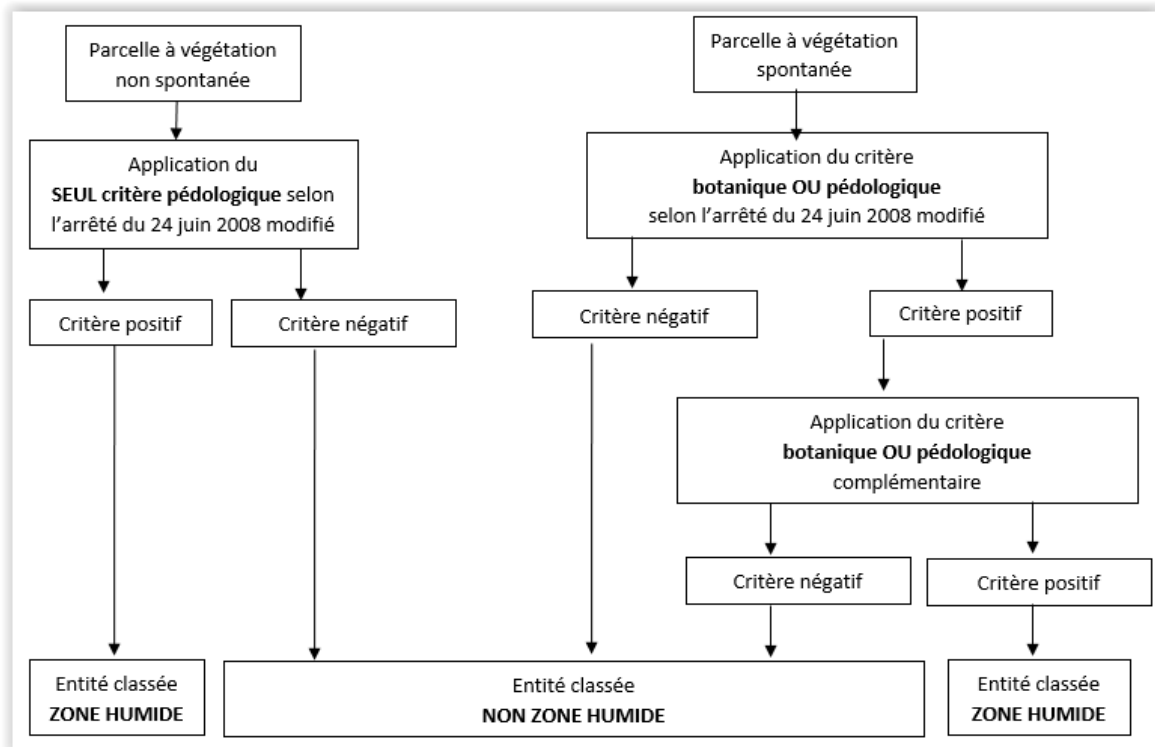 Parcelle à végétation
non spontanée
Parcelle à végétation
spontanée
Application du
SEUL critère pédologique selon
l'arrêté du 24 juin 2008 modifié
Application du critère
botanique OU pédologique
selon l'arrêté du 24 juin 2008 modifié
Critère positif
Critère négatif
Critère négatif
Critère positif
Application du critère
botanique OU pédologique
complémentaire
Critère négatif
Critère positif
Entité classée
ZONE HUMIDE
Entité classée
NON ZONE HUMIDE
Entité classée
ZONE HUMIDE